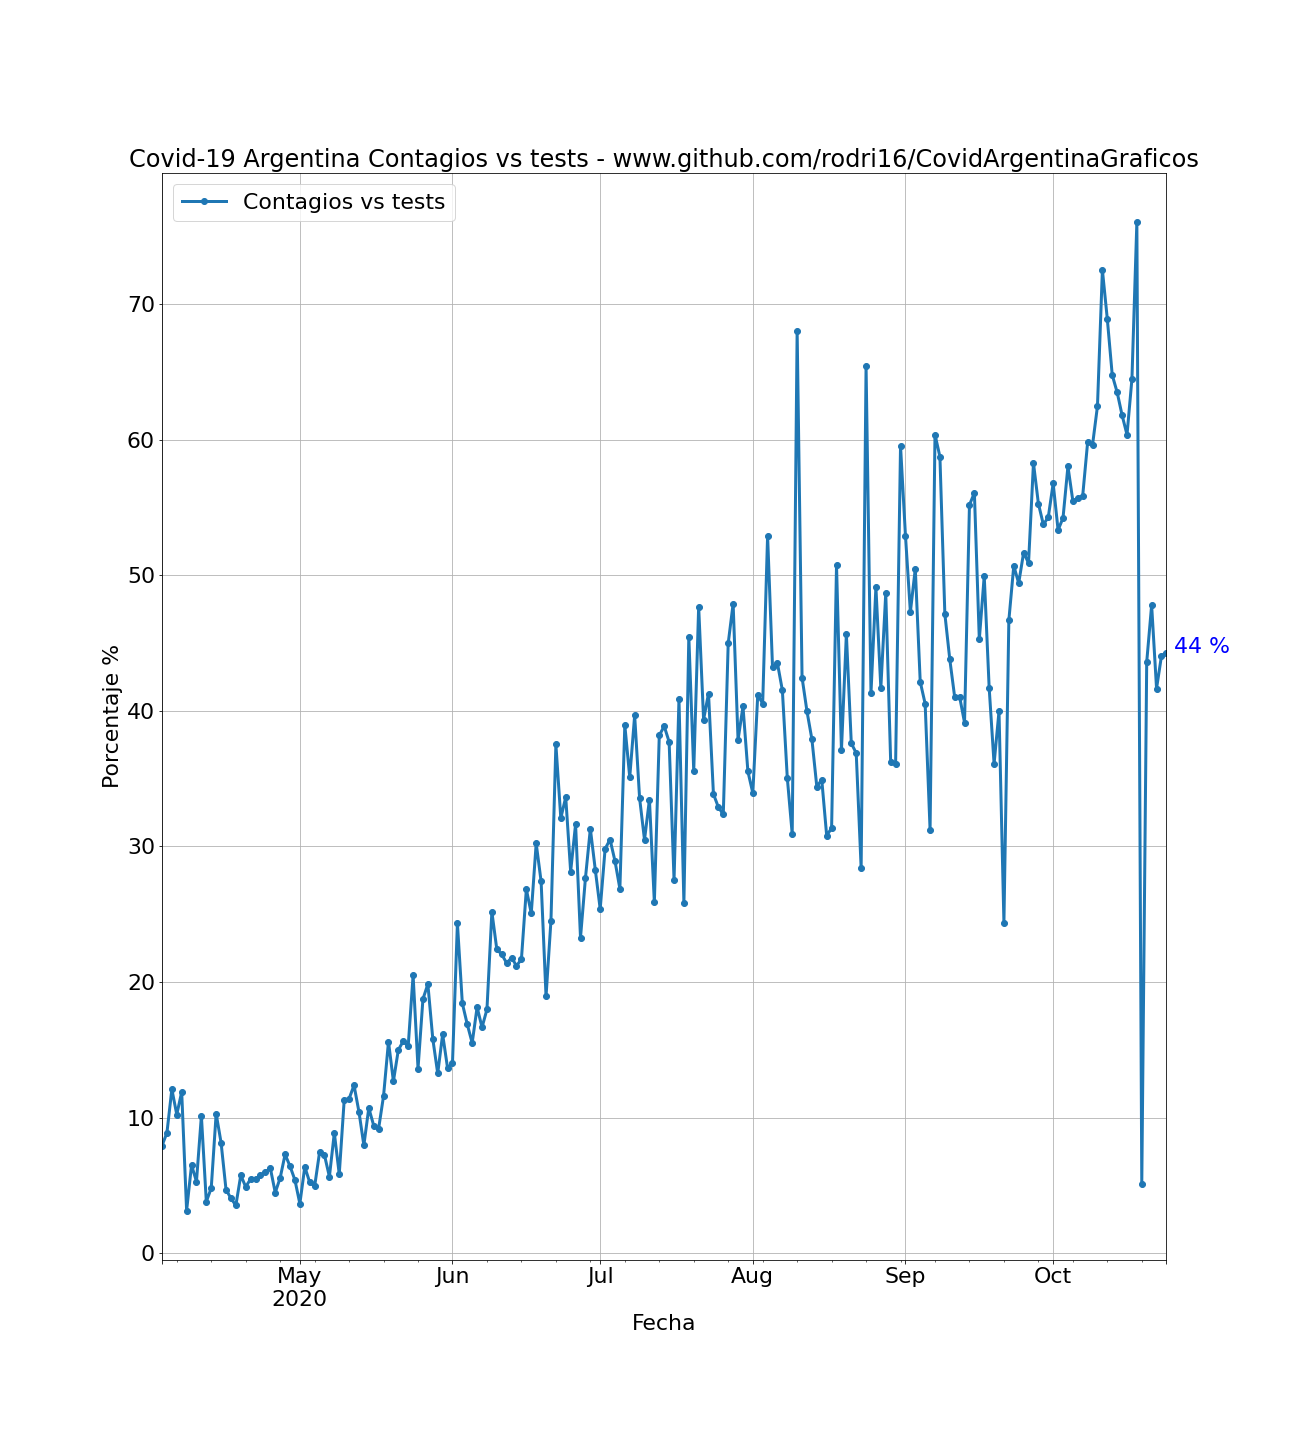 Covid-19 Argentina Contagios vs tests - www.github.com/rodri16/CovidArgentinaGraficos
Contagios vs tests
70
60
50
44 %
40
30
20
10
0
Porcentaje %
May Jun Jul Aug Sep Oct
2020
Fecha